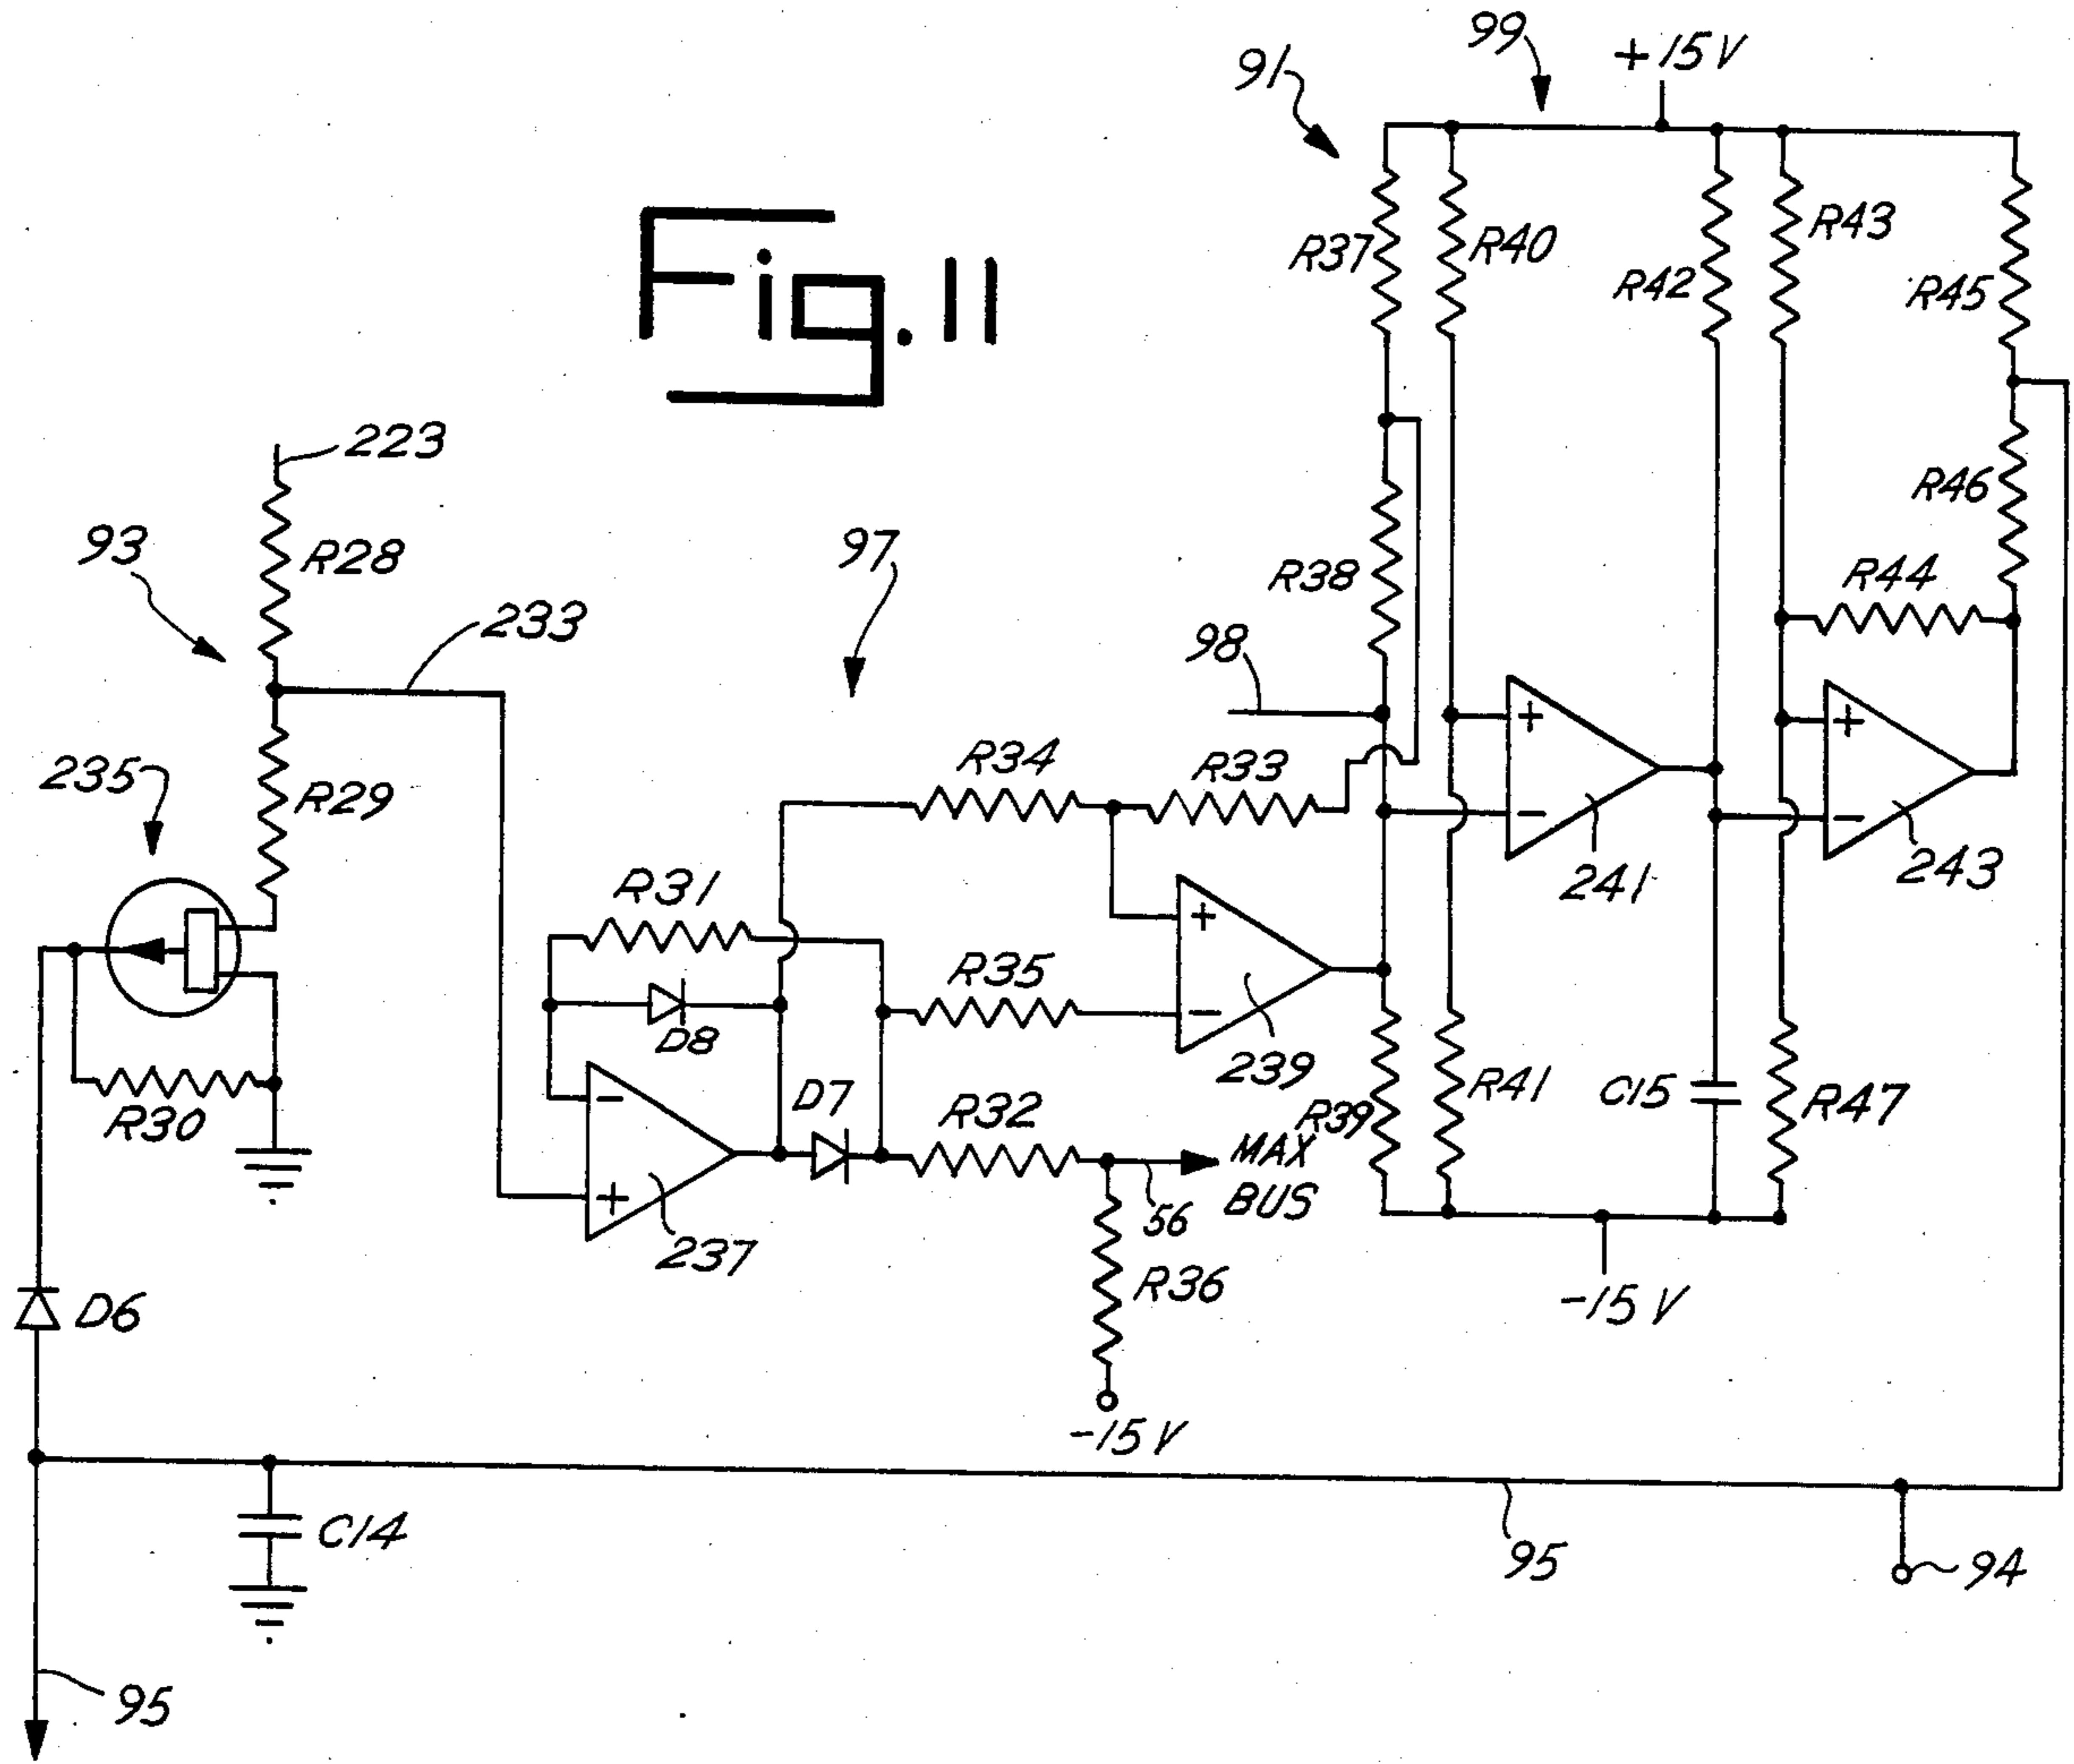 99
+15V
91
Fig.11
R37
R40
R42
R43
R45
223
R28
93
233
97
R38
R46
R44
98
235
R29
R34
R33
+
+
-
-
241
243
R31
R35
+
-
239
D8
R30
-
+
237
D7
R32
MAX
BUS
56
R39
R41
C15
R47
R36
-15V
-15V
D6
C14
95
94
95